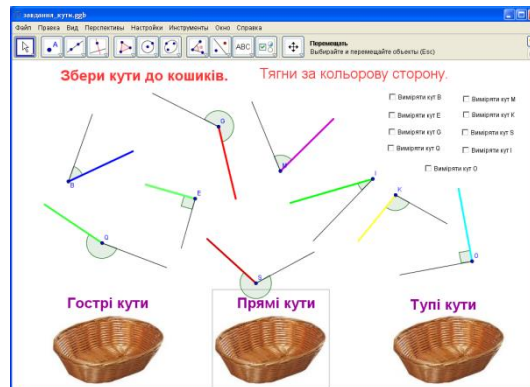 завдання_кути.ggb
Файл Правка Вид Перспективы Настройки Инструменты Окно Справка
ABC
Перемещать
Выбирайте и перемещайте объекты (Esc)
Збери кути до кошиків.
Тягни за кольорову сторону.
Виміряти кут B
Виміряти кут M
Виміряти кут E
Виміряти кут K
Виміряти кут G
Виміряти кут S
Виміряти кут Q
Виміряти кут I
Виміряти кут O
G
M
B
I
E
K
Q
O
S
Гострі кути
Прямі кути
Тупі кути